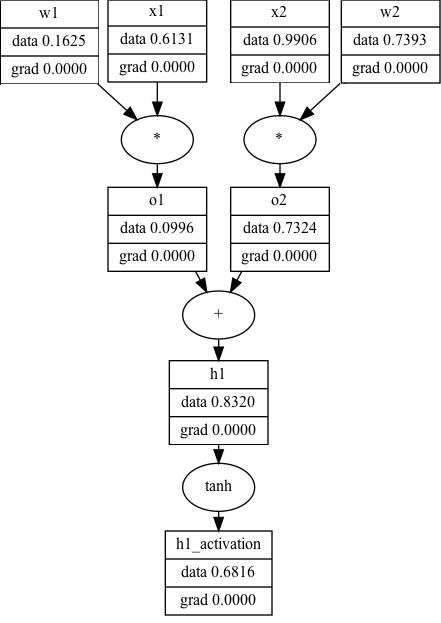 w1
data 0.1625
grad 0.0000
x1
data 0.6131
grad 0.0000
x2
data 0.9906
grad 0.0000
w2
data 0.7393
grad 0.0000
*
*
o1
data 0.0996
grad 0.0000
o2
data 0.7324
grad 0.0000
+
h1
data 0.8320
grad 0.0000
tanh
h1_activation
data 0.6816
grad 0.0000